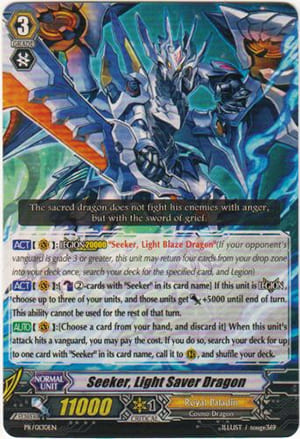 3
GRADE
The sacred dragon does not fight his enemies with anger,
but with the sword of grief.
ACT [V]: LEGION 20000 "Seeker, Light Blaze Dragon"(If your opponent's
vanguard is grade 3 or greater, this unit may return four cards from your drop
zone into your deck once, search your deck for the specified card, and Legion)
ACT [V]:[2-cards with "Seeker" in its card name] If this unit is LEGION,
choose up to three of your units, and those units get +5000 until end of turn.
This ability cannot be used for the rest of that turn.
AUTO [V]:[Choose a card from your hand, and discard it] When this unit's
attack hits a vanguard, you may pay the cost. If you do so, search your deck for up
to one card with "Seeker" in its card name, call it to, and shuffle your deck.
NORMAL
UNIT
Seeker, Light Saver Dragon
11000
1
CRITICAL
Royal Paladin
Cosmo Dragon
PR/0130EN
ILLUST / touge369